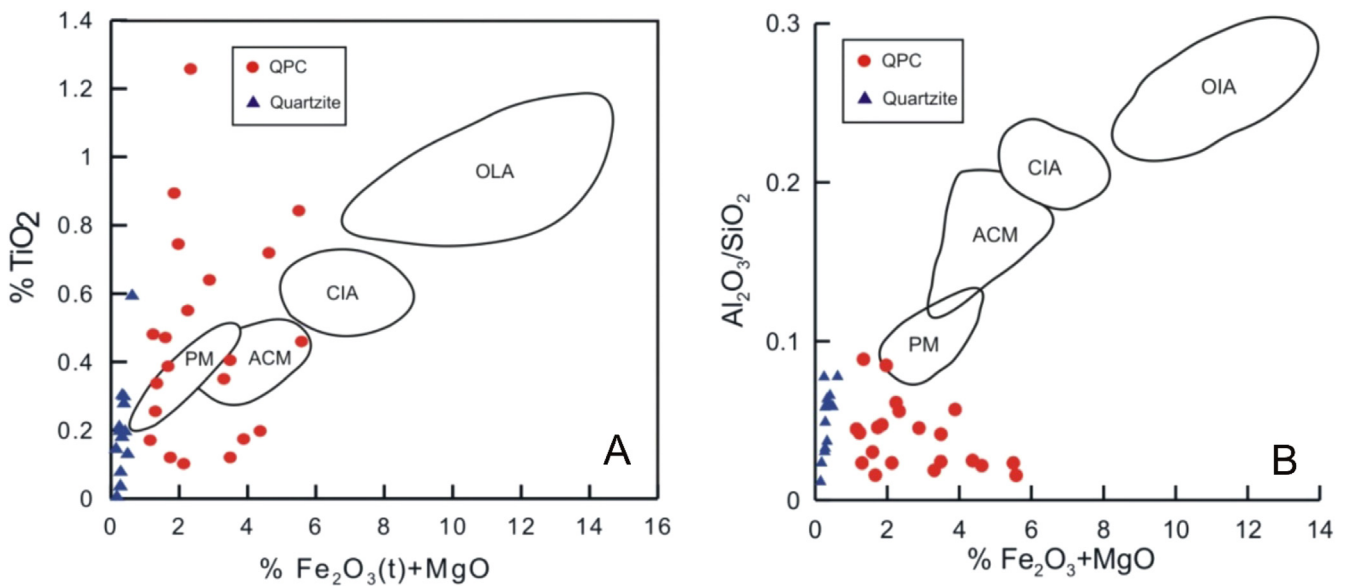 1.4
1.2
1
0.8
0.6
0.4
0.2
0
% TiO2
QPC
Quartzite
OLA
CIA
PM
ACM
A
0 2 4 6 8 10 12 14 16
% Fe₂O₃(t)+MgO
0.3
0.2
0.1
0
Al₂O₃/SiO₂
QPC
Quartzite
OIA
CIA
ACM
PM
B
0 2 4 6 8 10 12 14
% Fe₂O₃+MgO